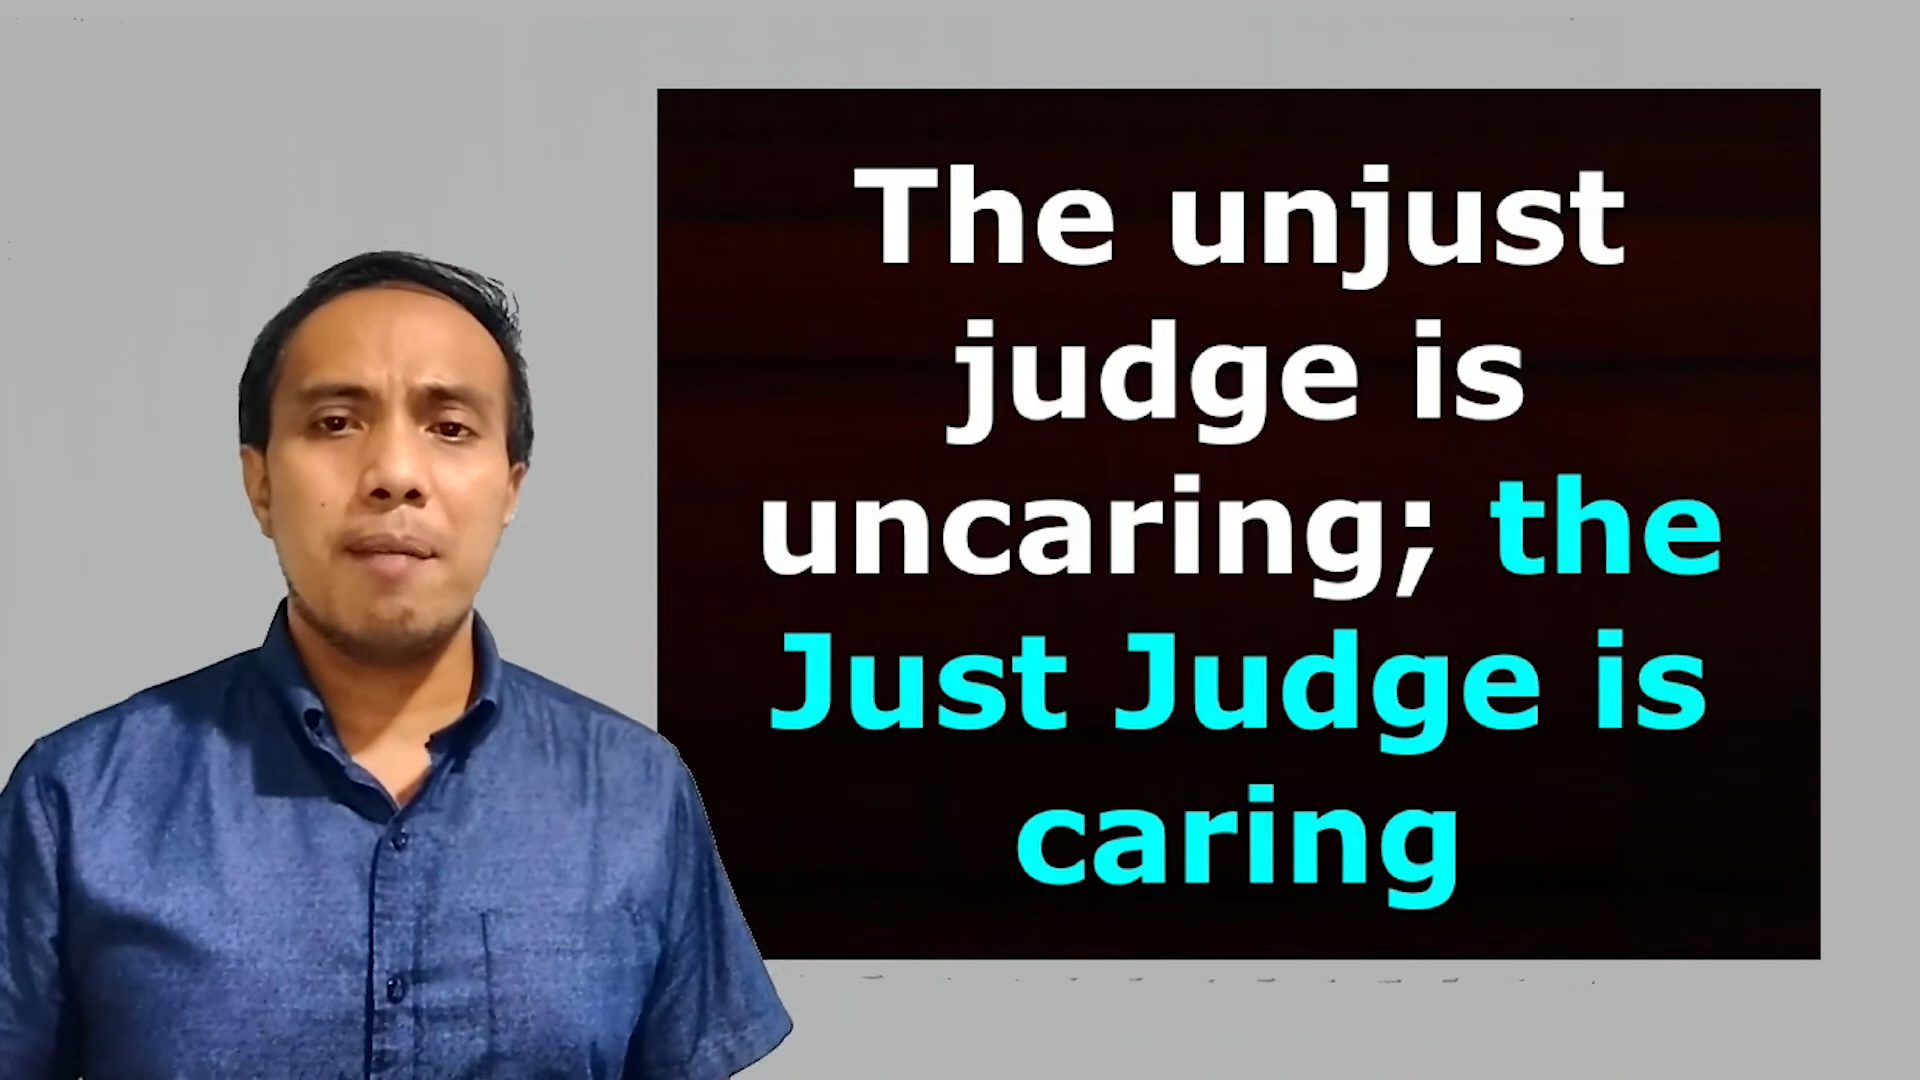 The unjust
judge is
uncaring; the
Just Judge is
caring